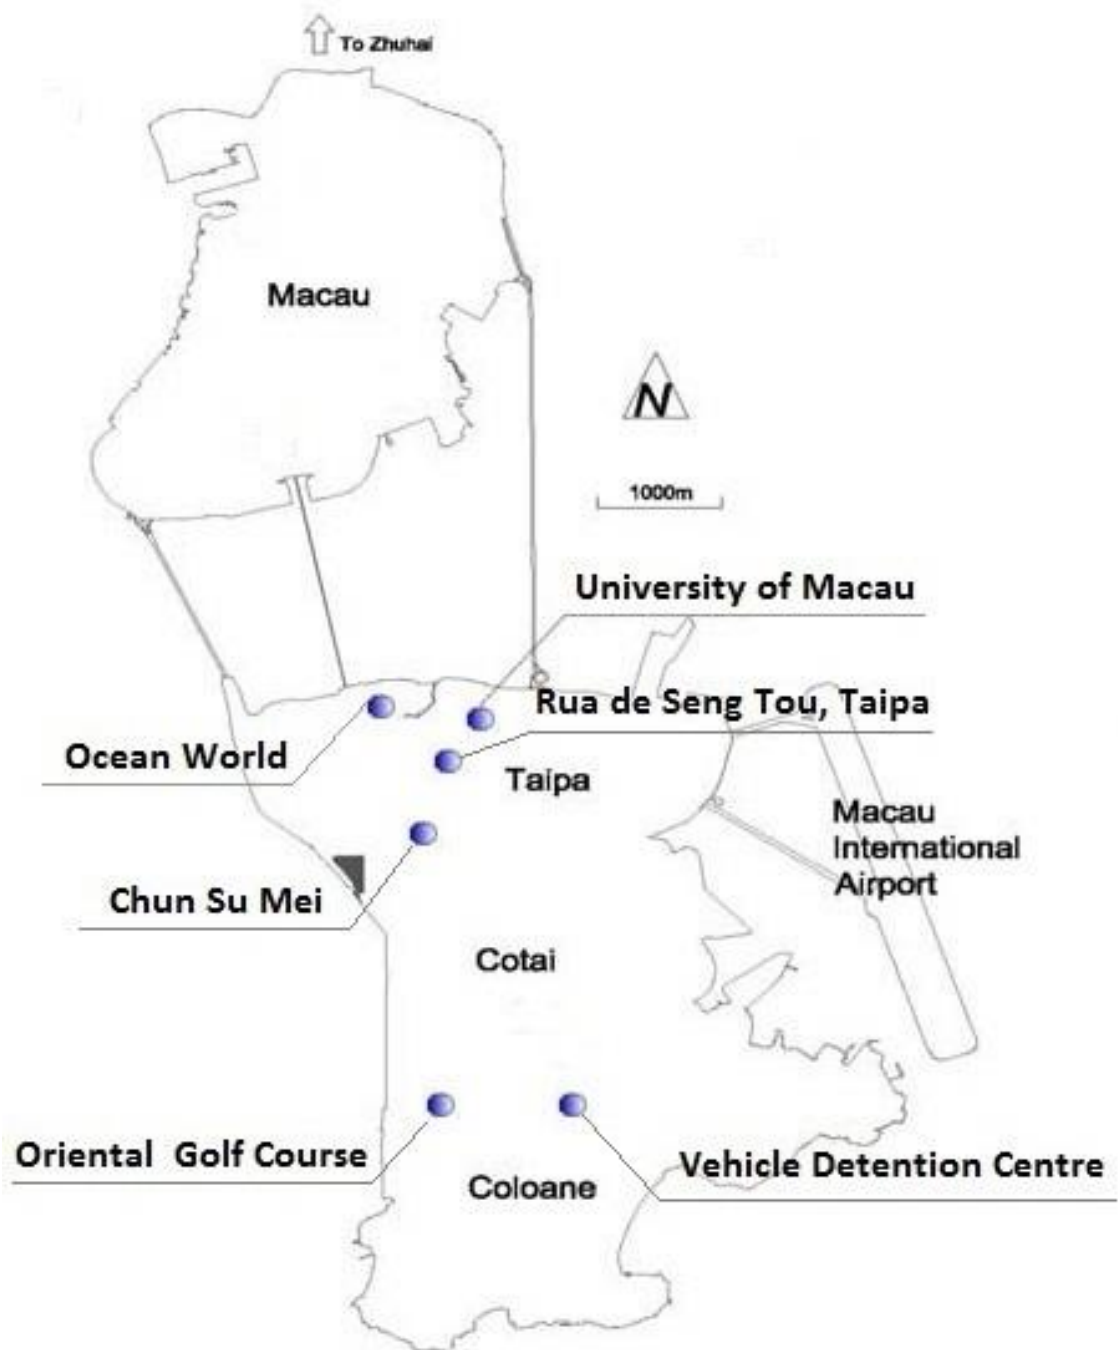 To Zhuhai
Macau
N
1000m
University of Macau
Rua de Seng Tou, Taipa
Ocean World
Taipa
Macau
International
Airport
Chun Su Mei
Cotai
Oriental  Golf Course
Vehicle Detention Centre
Coloane